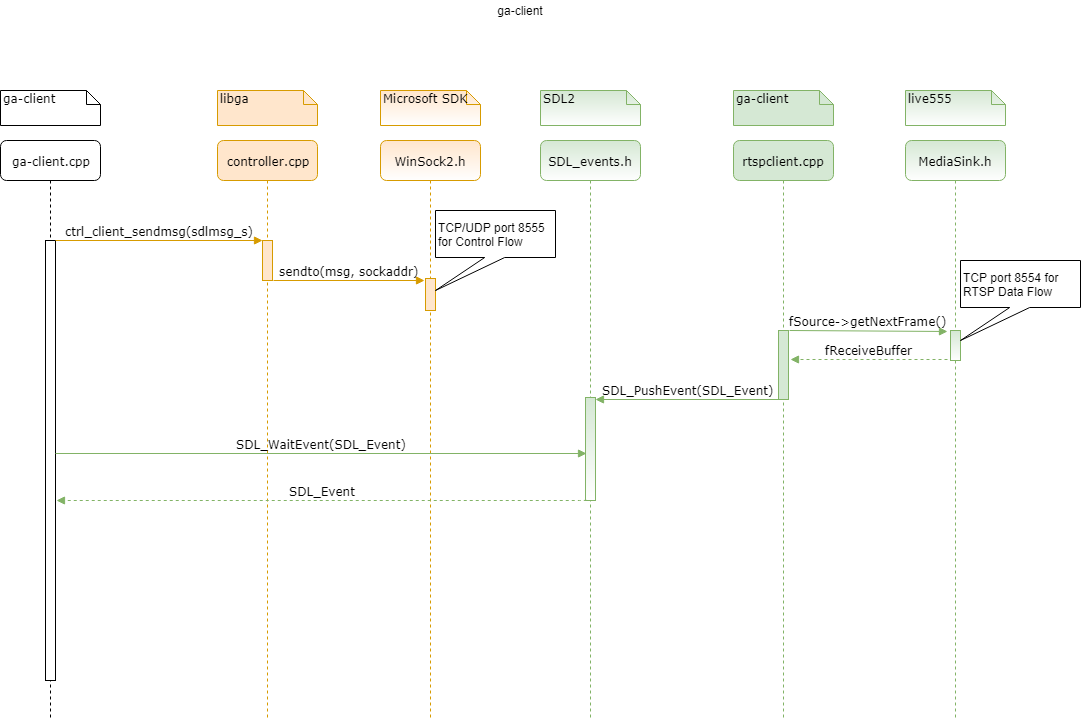 ga-client
ga-client
libga
Microsoft SDK
SDL2
ga-client
live555
ga-client.cpp
controller.cpp
WinSock2.h
SDL_events.h
rtspclient.cpp
MediaSink.h
ctrl_client_sendmsg(sdlmsg_s)
TCP/UDP port 8555
for Control Flow
sendto(msg, sockaddr)
TCP port 8554 for
RTSP Data Flow
fSource->getNextFrame()
fReceiveBuffer
SDL_PushEvent(SDL_Event)
SDL_WaitEvent(SDL_Event)
SDL_Event